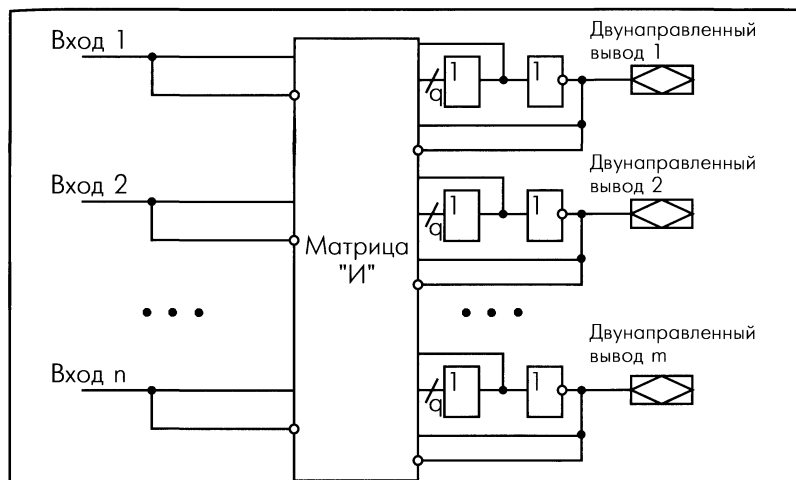 Вход 1
Двунаправленный
вывод 1
1
1
q
Вход 2
Двунаправленный
вывод 2
1
1
q
Матрица
"И"
• • •
• • •
Двунаправленный
вывод m
Вход n
1
1
q